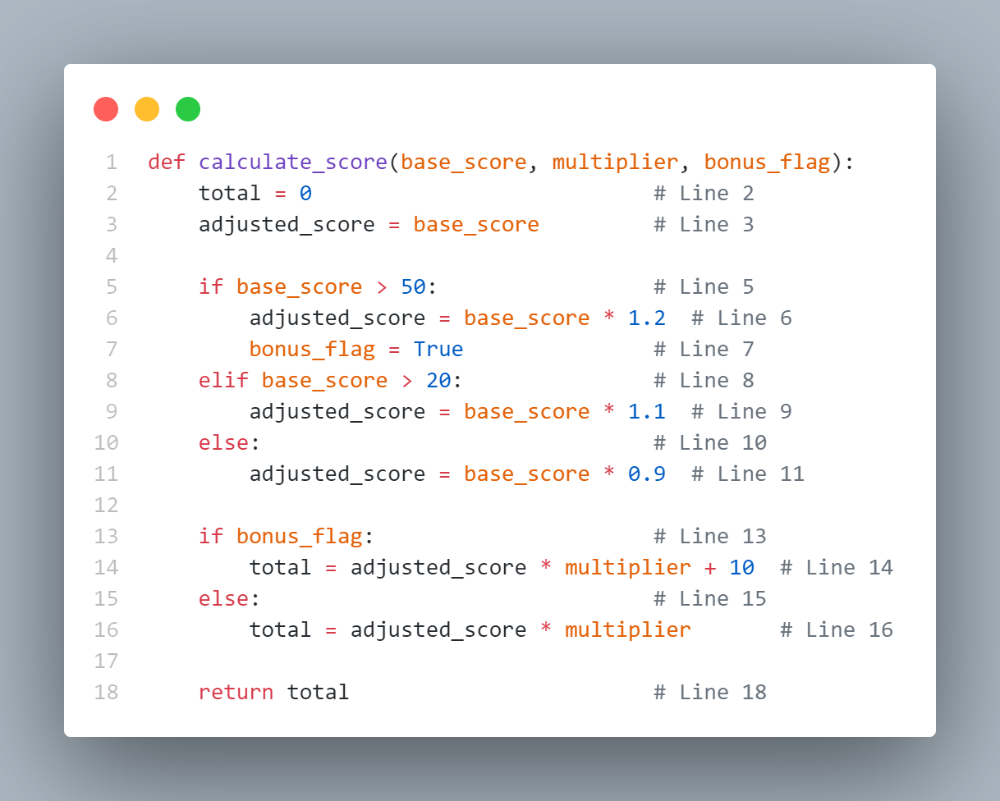 1 def calculate_score(base_score, multiplier, bonus_flag):
2     total = 0                           # Line 2
3     adjusted_score = base_score         # Line 3
4
5     if base_score > 50:                 # Line 5
6         adjusted_score = base_score * 1.2  # Line 6
7         bonus_flag = True               # Line 7
8     elif base_score > 20:               # Line 8
9         adjusted_score = base_score * 1.1  # Line 9
10     else:                               # Line 10
11         adjusted_score = base_score * 0.9  # Line 11
12
13     if bonus_flag:                      # Line 13
14         total = adjusted_score * multiplier + 10  # Line 14
15     else:                               # Line 15
16         total = adjusted_score * multiplier       # Line 16
17
18     return total                        # Line 18